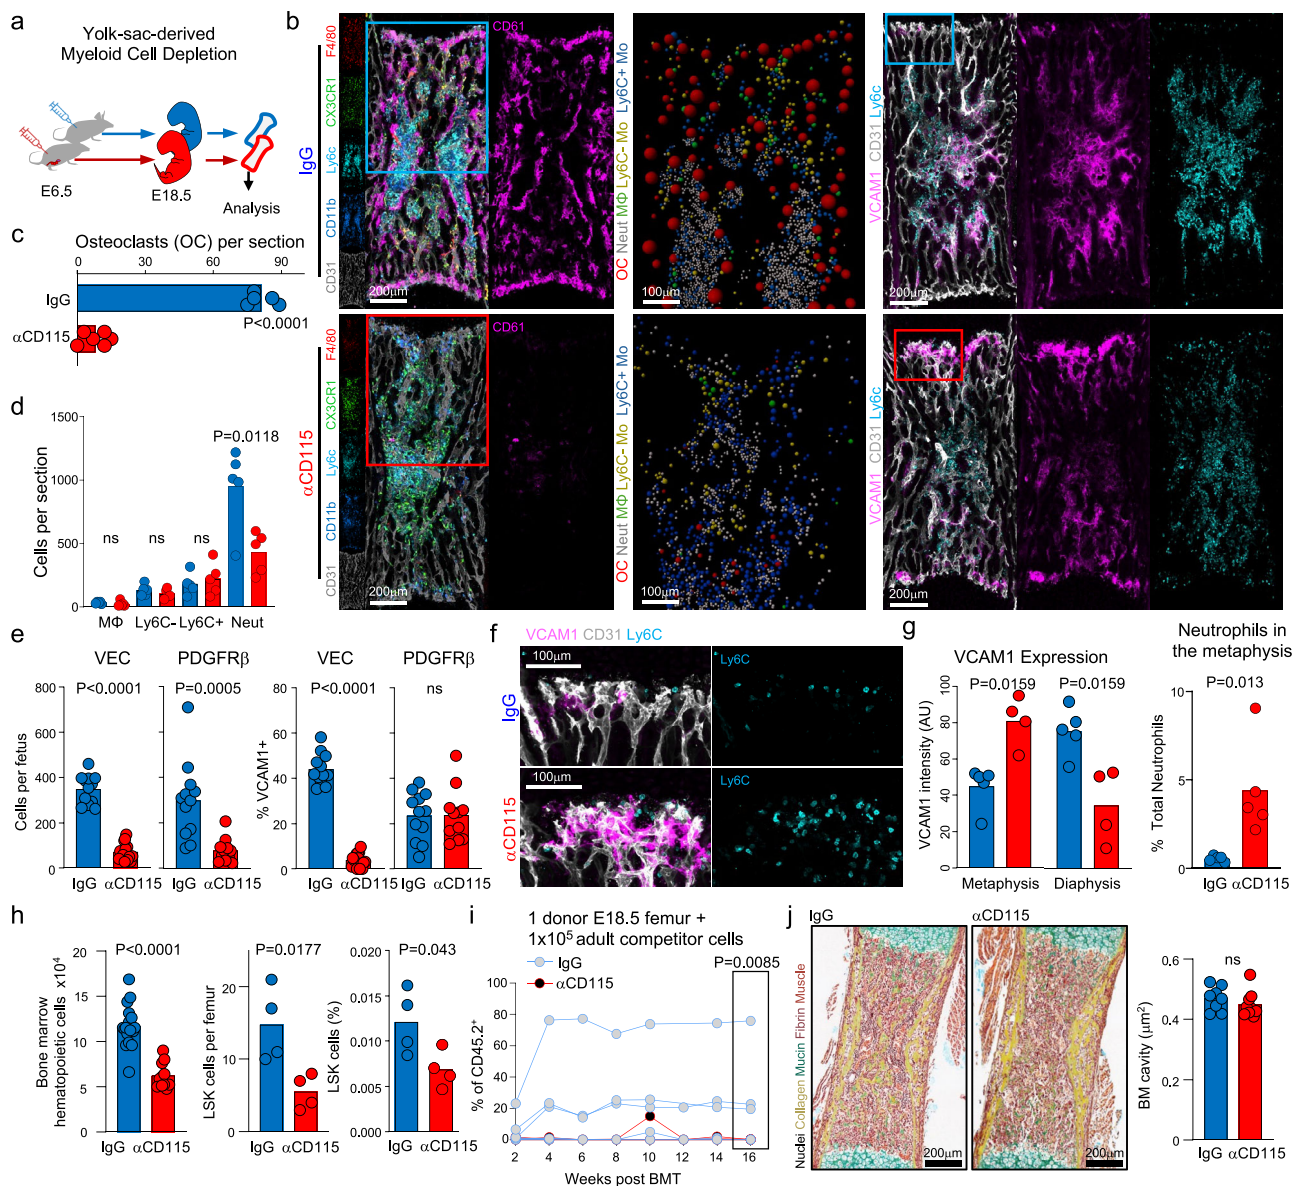 a
Yolk-sac-derived
Myeloid Cell Depletion
E6.5
E18.5
Analysis
b
IgG
F4/80
CX3CR1
Ly6c
CD11b
CD31
CD61
200μm
OC Neut MΦ Ly6C- Mo Ly6C+ Mo
100μm
VCAM1 CD31 Ly6c
200μm
αCD115
F4/80
CX3CR1
Ly6c
CD11b
CD31
CD61
200μm
OC Neut MΦ Ly6C- Mo Ly6C+ Mo
100μm
VCAM1 CD31 Ly6c
200μm
c
Osteoclasts (OC) per section
0 30 60 90
IgG
P<0.0001
αCD115
d
Cells per section
1500
1000
500
0
ns ns ns P=0.0118
MΦ Ly6C- Ly6C+ Neut
e
VEC PDGFRβ VEC PDGFRβ
P<0.0001 P=0.0005 P<0.0001 ns
Cells per fetus
800
600
400
200
0
% VCAM1+
80
60
40
20
0
IgG αCD115 IgG αCD115 IgG αCD115 IgG αCD115
f
VCAM1 CD31 Ly6C
100μm
Ly6C
IgG
100μm
Ly6C
αCD115
g
VCAM1 Expression
P=0.0159 P=0.0159
VCAM1 intensity (AU)
100
80
60
40
20
0
Metaphysis Diaphysis
Neutrophils in
the metaphysis
P=0.013
% Total Neutrophils
10
5
0
IgG αCD115
h
P<0.0001
Bone marrow
hematopoietic cells x10⁴
20
15
10
5
0
IgG αCD115
P=0.0177
LSK cells per femur
20
10
0
IgG αCD115
P=0.043
LSK cells (%)
0.020
0.015
0.010
0.005
0.000
IgG αCD115
i
1 donor E18.5 femur +
1x10⁵ adult competitor cells
IgG
αCD115
P=0.0085
% of CD45.2⁺
100
80
60
40
20
0
2 4 6 8 10 12 14 16
Weeks post BMT
j
IgG αCD115
Nuclei Collagen Mucin Fibrin Muscle
200μm
200μm
BM cavity (μm²)
0,6
0,4
0,2
0,0
ns
IgG αCD115